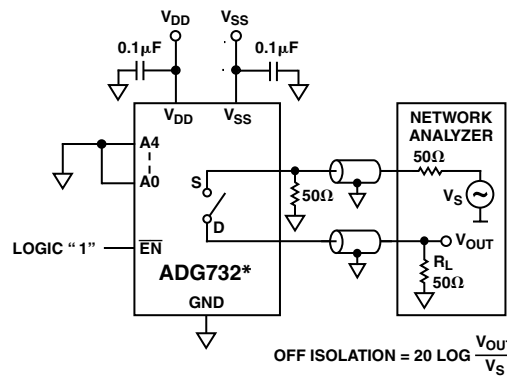 VDD
VSS
0.1µF
0.1µF
VDD
VSS
NETWORK
ANALYZER
A4
A0
50Ω
S
50Ω
VS
D
VOUT
LOGIC “ 1”
EN
RL
50Ω
ADG732*
GND
OFF ISOLATION = 20 LOG VOUT
VS